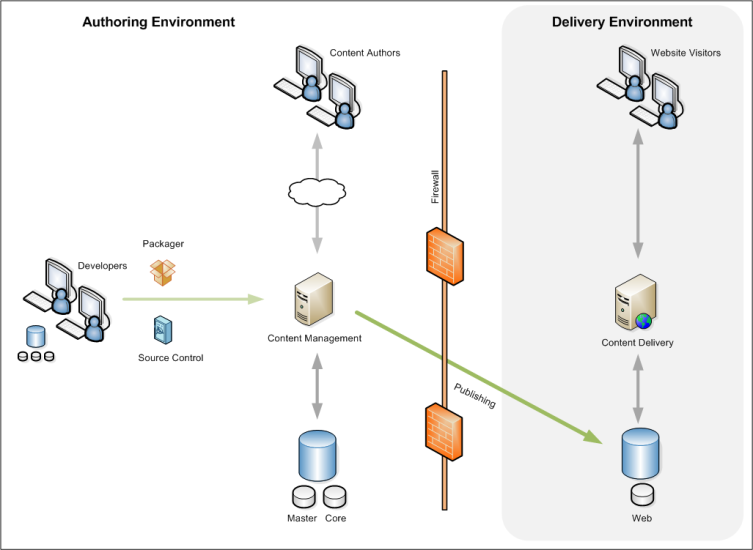 Authoring Environment
Delivery Environment
Content Authors
Website Visitors
Firewall
Packager
Developers
Source Control
Content Management
Content Delivery
Publishing
Master
Core
Web